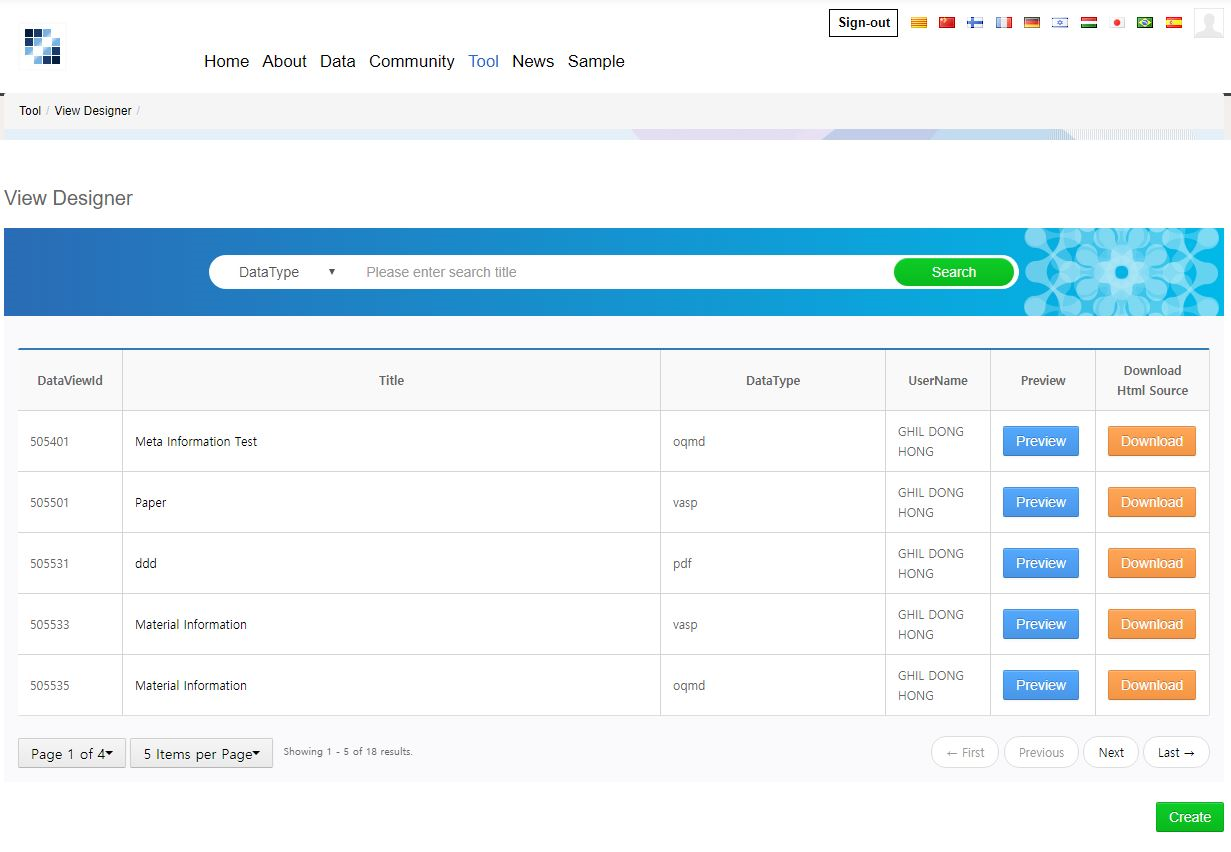 Sign-out
Home About Data Community Tool News Sample
Tool / View Designer /
View Designer
DataType ▼ Please enter search title Search
DataViewId Title DataType UserName Preview Download
Html Source
505401 Meta Information Test oqmd GHIL DONG
HONG Preview Download
505501 Paper vasp GHIL DONG
HONG Preview Download
505531 ddd pdf GHIL DONG
HONG Preview Download
505533 Material Information vasp GHIL DONG
HONG Preview Download
505535 Material Information oqmd GHIL DONG
HONG Preview Download
Page 1 of 4 5 Items per Page Showing 1 - 5 of 18 results. ← First Previous Next Last →
Create